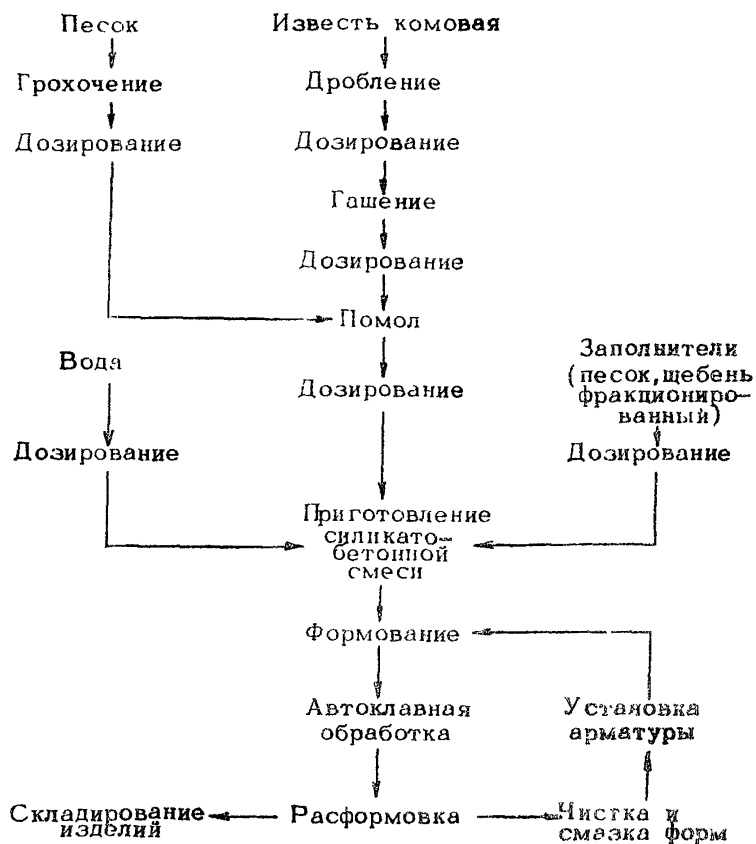 Песок
Известь комовая
Грохочение
Дробление
Дозирование
Дозирование
Гашение
Дозирование
Помол
Вода
Заполнители
(песок, щебень
фракциониро-
ванный)
Дозирование
Дозирование
Дозирование
Приготовление
силикато-
бетонной
смеси
Формование
Автоклавная
обработка
Установка
арматуры
Складирование
изделий
Расформовка
Чистка и
смазка форм